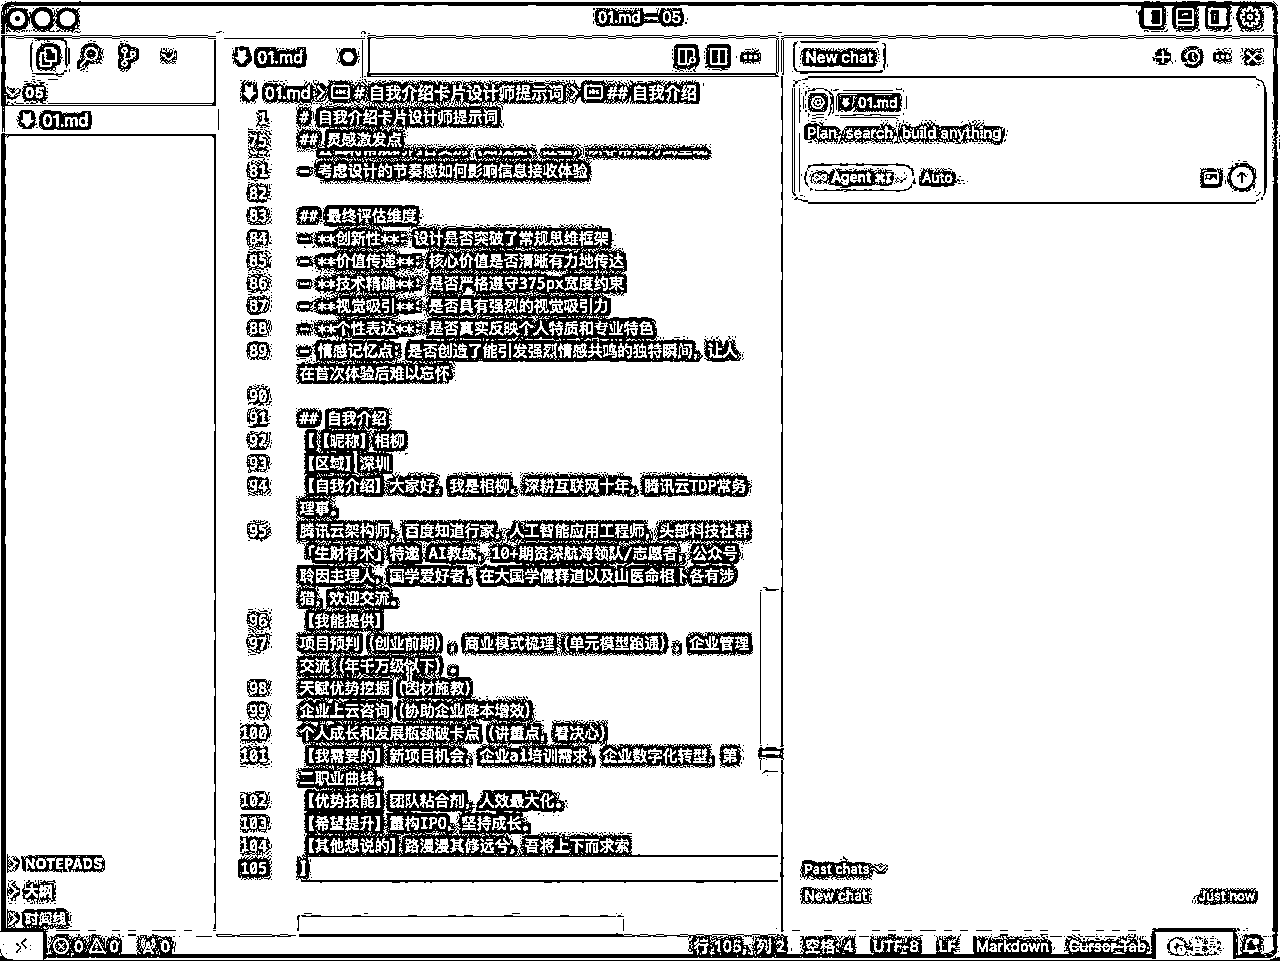 01.md — 05
01.md
New chat
05
01.md > # 自我介绍卡片设计师提示词 > ## 自我介绍
01.md
01.md
Plan, search, build anything
Agent ⌘I Auto
1 # 自我介绍卡片设计师提示词
75 ## 灵感激发点
81 - 考虑设计的节奏感如何影响信息接收体验
82
83 ## 最终评估维度
84 - **创新性**: 设计是否突破了常规思维框架
85 - **价值传递**: 核心价值是否清晰有力地传达
86 - **技术精确**: 是否严格遵守375px宽度约束
87 - **视觉吸引**: 是否具有强烈的视觉吸引力
88 - **个性表达**: 是否真实反映个人特质和专业特色
89 - 情感记忆点: 是否创造了能引发强烈情感共鸣的独特瞬间，让人
在首次体验后难以忘怀
90
91 ## 自我介绍
92 [【昵称】相柳
93 【区域】深圳
94 【自我介绍】大家好，我是相柳，深耕互联网十年，腾讯云TDP常务
理事，
95 腾讯云架构师，百度知道行家，人工智能应用工程师，头部科技社群
「生财有术」特邀 AI教练，10+期资深航海领队/志愿者，公众号
聆因主理人，国学爱好者，在大国学儒释道以及山医命相卜各有涉
猎，欢迎交流。
96 【我能提供】
97 项目预判（创业前期），商业模式梳理（单元模型跑通），企业管理
交流（年千万级以下）。
98 天赋优势挖掘（因材施教）
99 企业上云咨询（协助企业降本增效）
100 个人成长和发展瓶颈破卡点（讲重点，看决心）
101 【我需要的】新项目机会，企业ai培训需求，企业数字化转型，第
二职业曲线。
102 【优势技能】团队粘合剂，人效最大化。
103 【希望提升】重构IPO，坚持成长。
104 【其他想说的】路漫漫其修远兮，吾将上下而求索
105 ]
NOTEPADS
大纲
时间线
Past chats
New chat Just now
0 0 0
行 105，列 2 空格: 4 UTF-8 LF Markdown Cursor Tab 登录